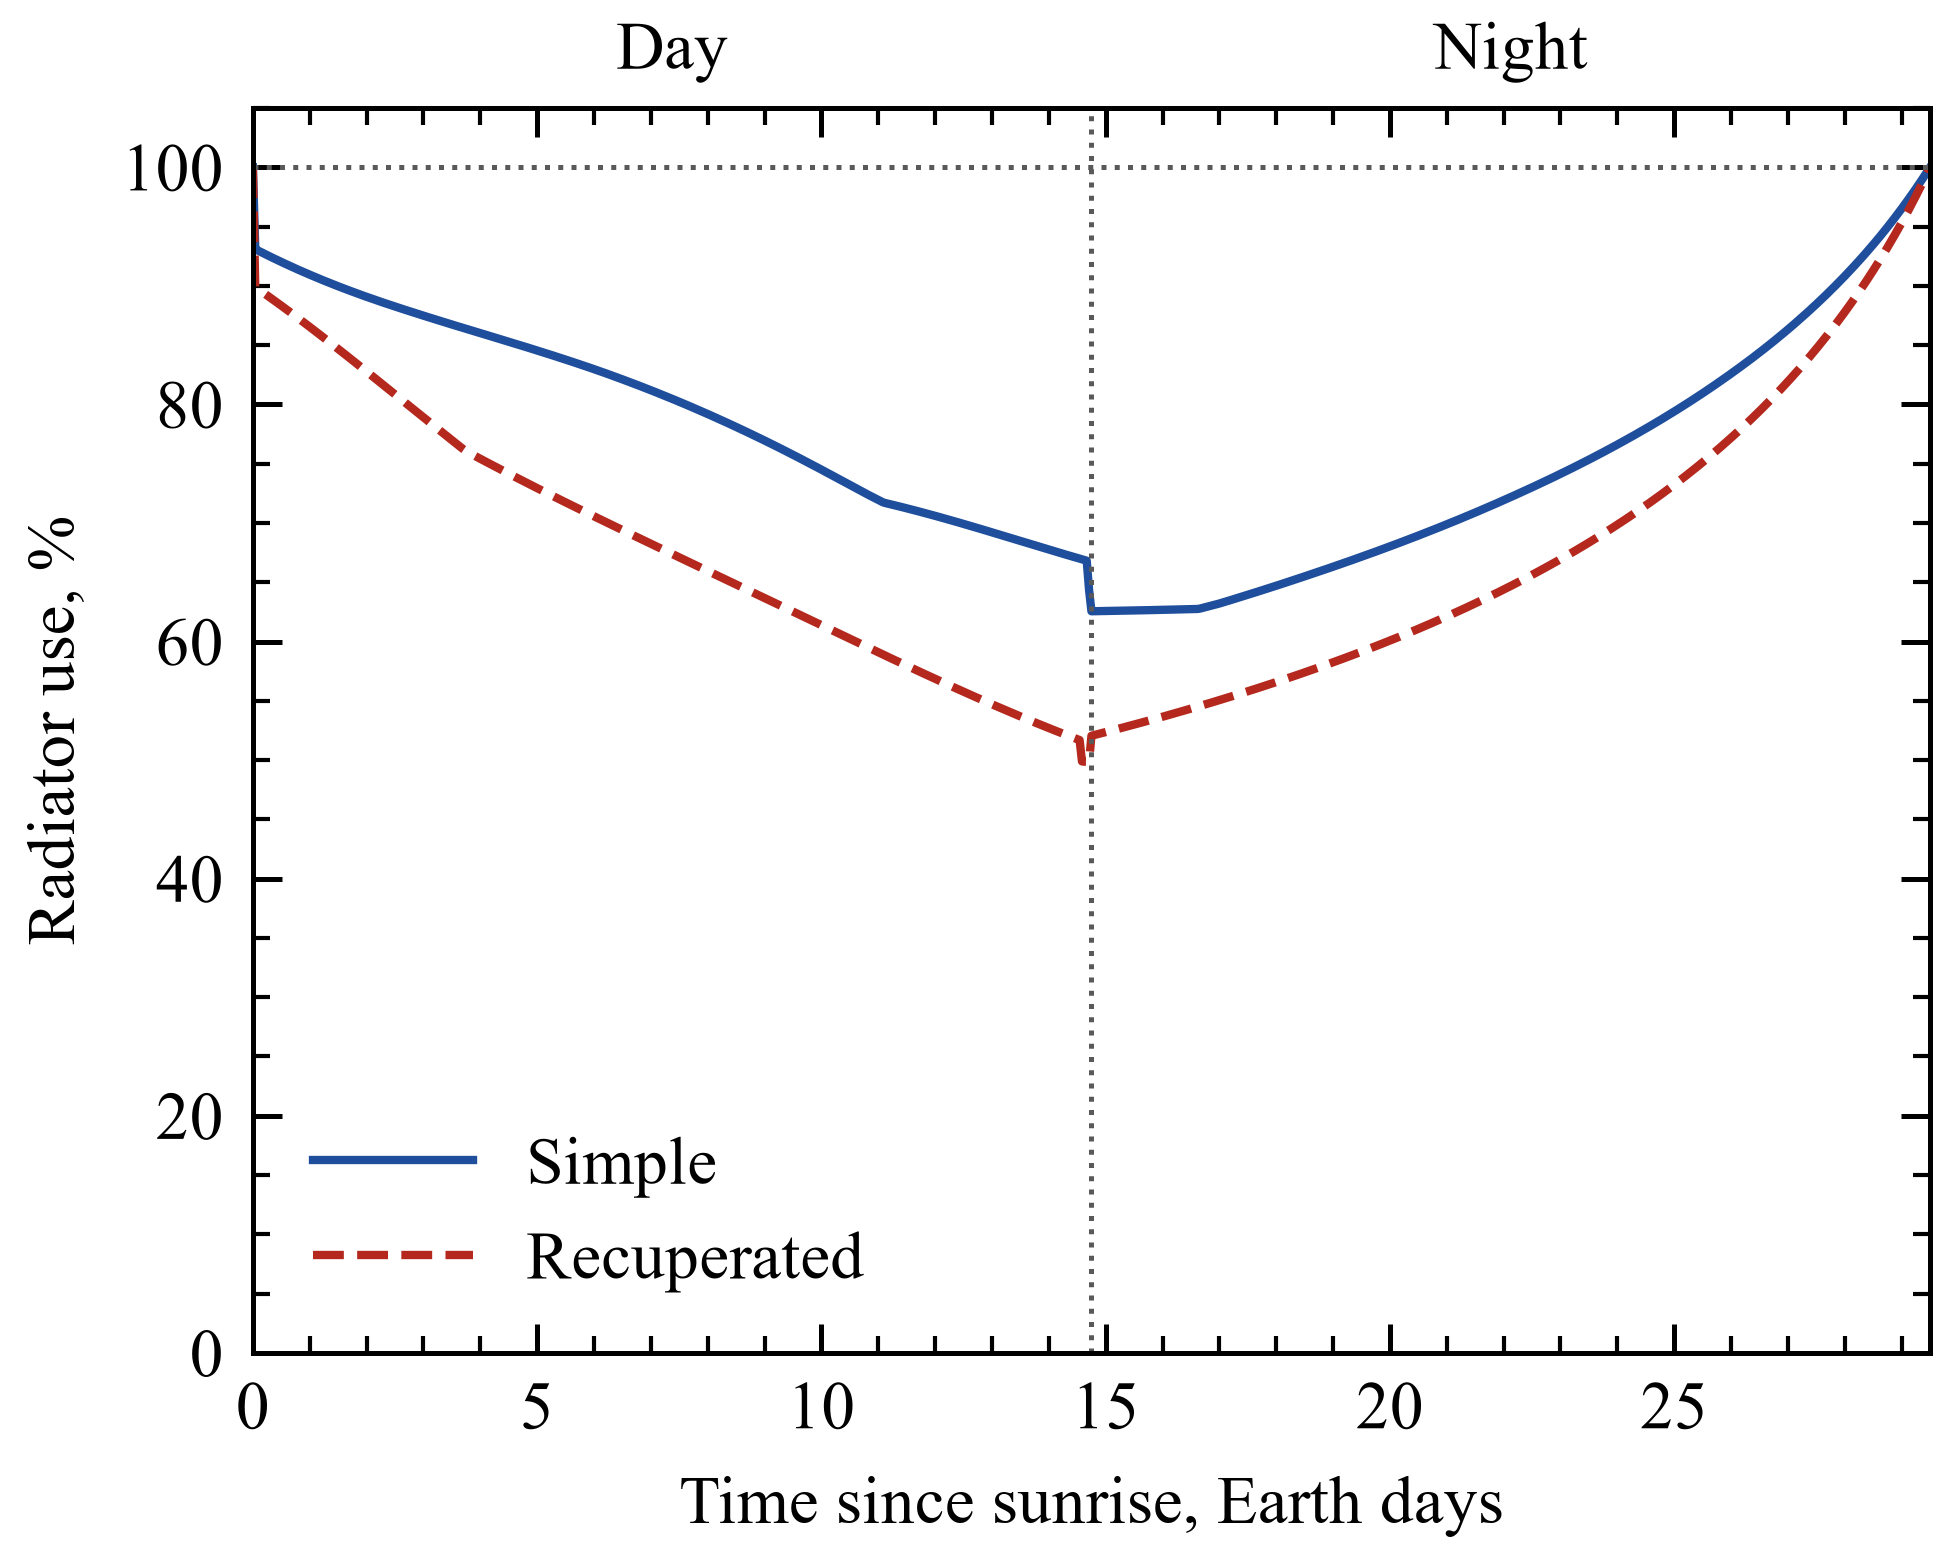 Day
Night
100
80
60
40
20
0
Radiator use, %
Simple
Recuperated
0 5 10 15 20 25
Time since sunrise, Earth days